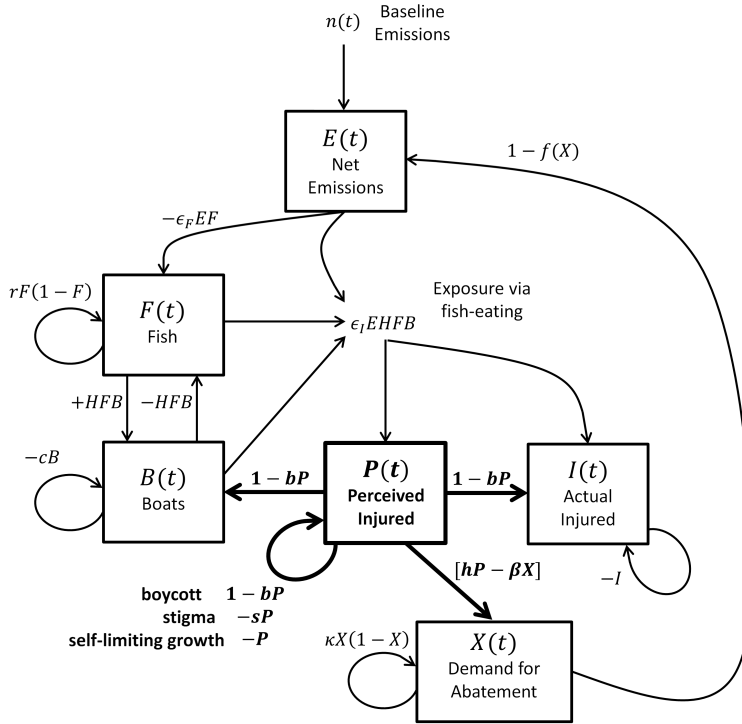 n(t) Baseline
Emissions
E(t)
Net
Emissions
1 − f(X)
−ϵ_F EF
rF(1 − F)
F(t)
Fish
Exposure via
fish-eating
ϵ_I EHFB
+HFB
−HFB
−cB
B(t)
Boats
1 − bP
P(t)
Perceived
Injured
1 − bP
I(t)
Actual
Injured
−I
[hP − βX]
boycott 1 − bP
stigma −sP
self-limiting growth −P
κX(1 − X)
X(t)
Demand for
Abatement